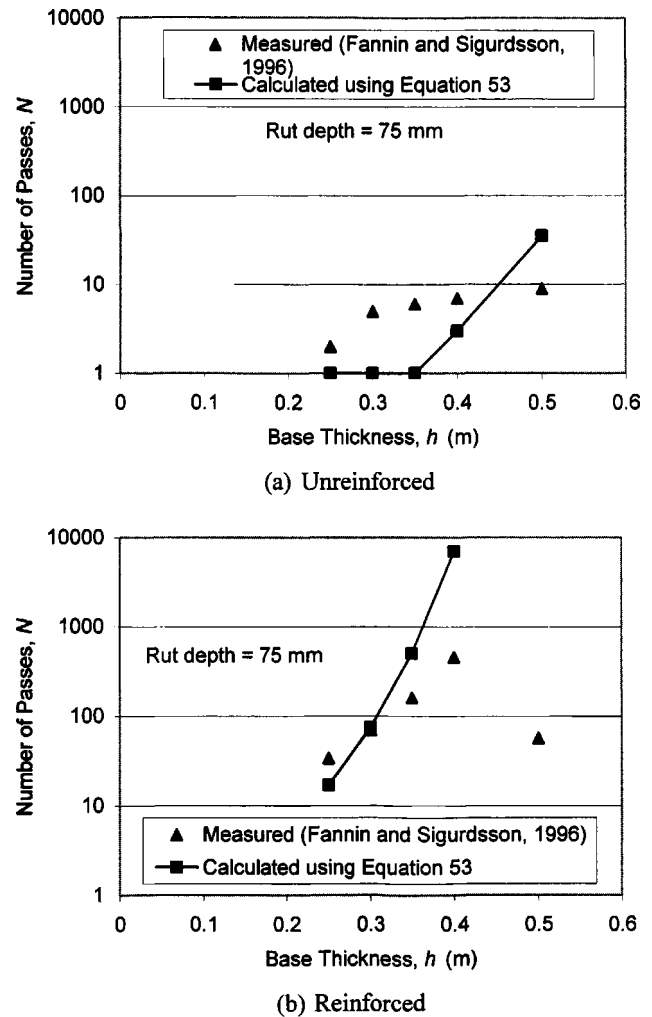 10000
1000
100
10
1
Number of Passes, N
▲ Measured (Fannin and Sigurdsson,
1996)
■ Calculated using Equation 53
Rut depth = 75 mm
0 0.1 0.2 0.3 0.4 0.5 0.6
Base Thickness, h (m)
(a) Unreinforced
10000
1000
100
10
1
Number of Passes, N
Rut depth = 75 mm
▲ Measured (Fannin and Sigurdsson, 1996)
■ Calculated using Equation 53
0 0.1 0.2 0.3 0.4 0.5 0.6
Base Thickness, h (m)
(b) Reinforced